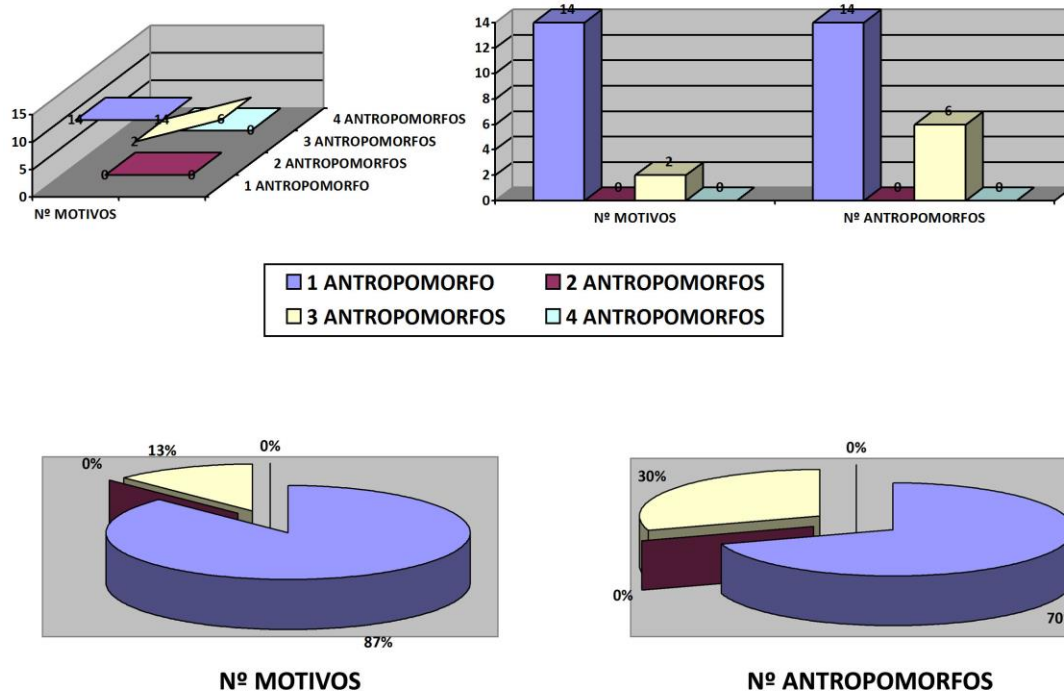 15
10
5
0
14
14
6
2
0
0
0
4 ANTROPOMORFOS
3 ANTROPOMORFOS
2 ANTROPOMORFOS
1 ANTROPOMORFO
Nº MOTIVOS
14
12
10
8
6
4
2
0
14
0
2
0
14
0
6
0
Nº MOTIVOS
Nº ANTROPOMORFOS
1 ANTROPOMORFO
2 ANTROPOMORFOS
3 ANTROPOMORFOS
4 ANTROPOMORFOS
0%
13%
0%
87%
Nº MOTIVOS
0%
30%
0%
70
Nº ANTROPOMORFOS